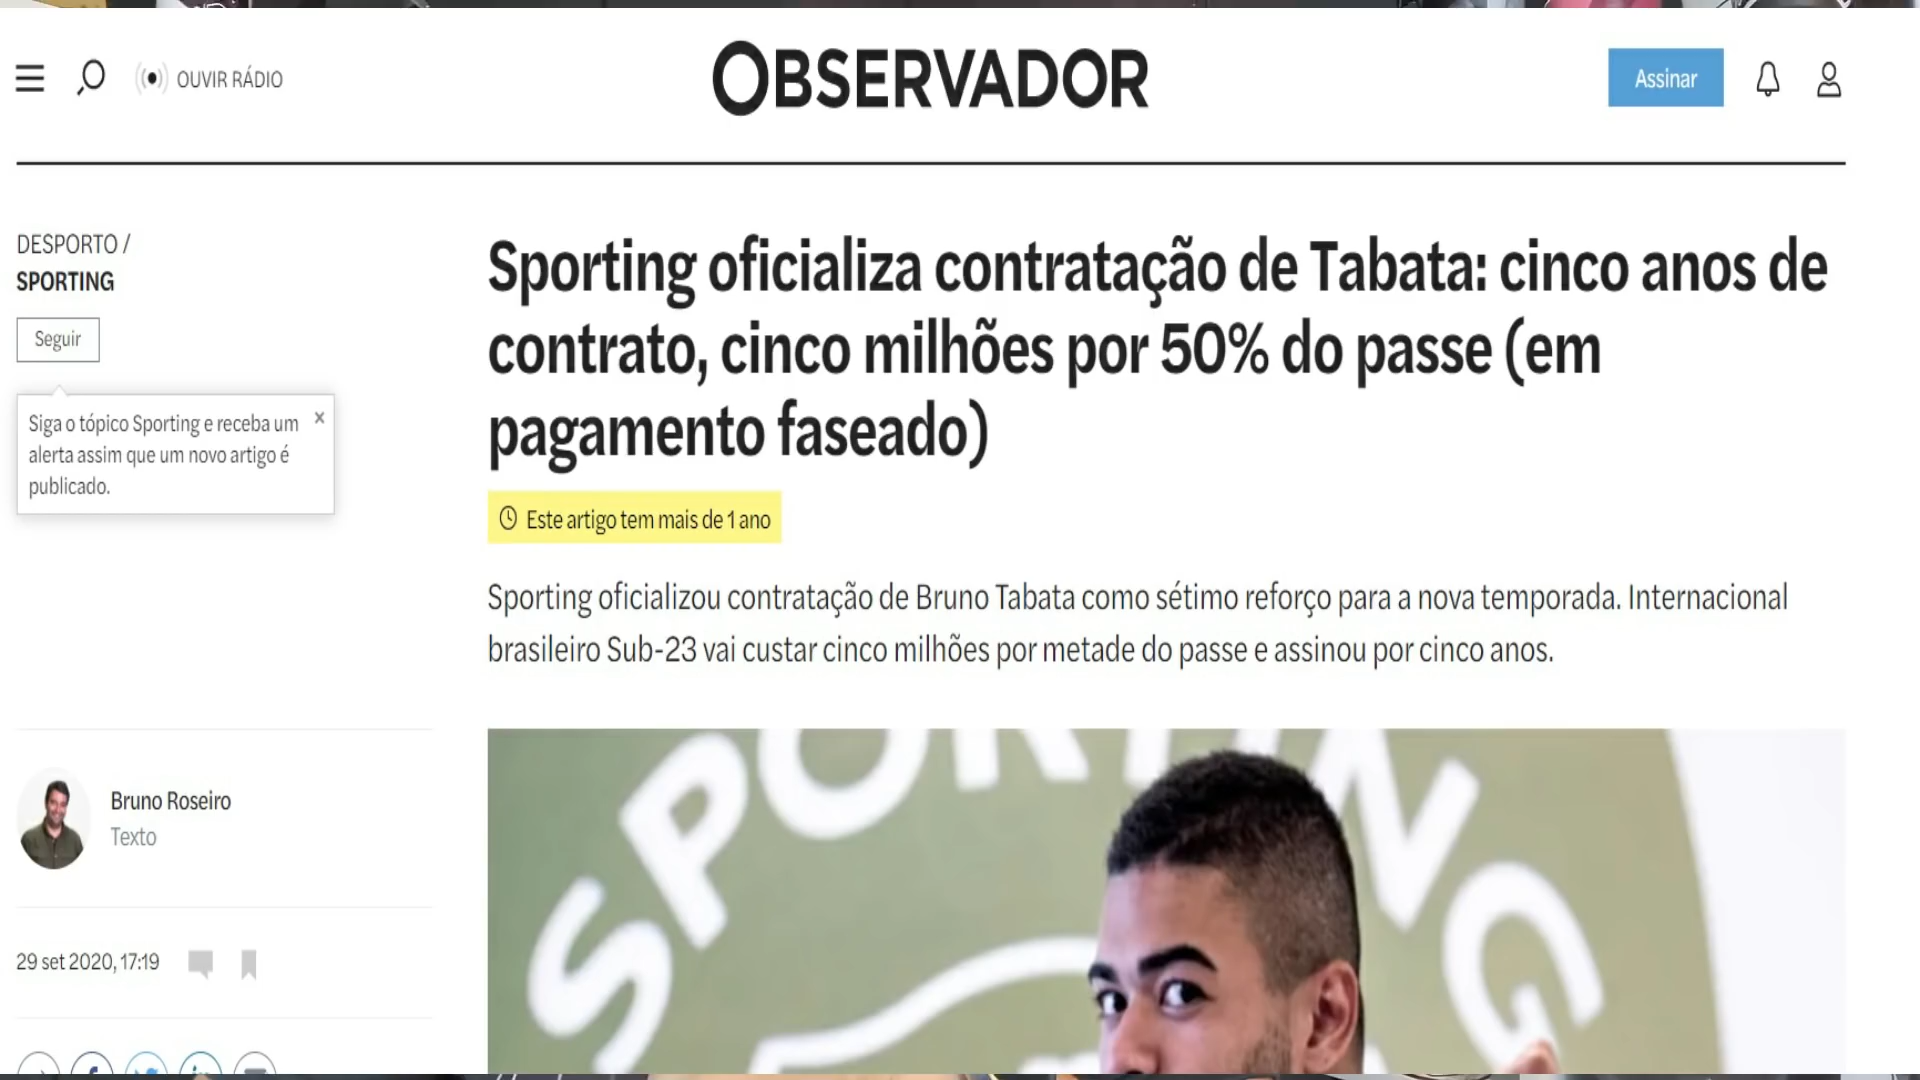 OUVIR RÁDIO
OBSERVADOR
Assinar
DESPORTO /
SPORTING
Seguir
Siga o tópico Sporting e receba um
alerta assim que um novo artigo é
publicado.
×
Sporting oficializa contratação de Tabata: cinco anos de
contrato, cinco milhões por 50% do passe (em
pagamento faseado)
Este artigo tem mais de 1 ano
Sporting oficializou contratação de Bruno Tabata como sétimo reforço para a nova temporada. Internacional
brasileiro Sub-23 vai custar cinco milhões por metade do passe e assinou por cinco anos.
Bruno Roseiro
Texto
29 set 2020, 17:19
SPORTING